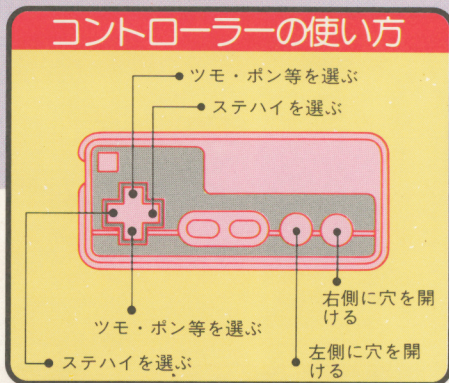 コントローラーの使い方
ツモ・ポン等を選ぶ
ステハイを選ぶ
右側に穴を開
ける
ツモ・ポン等を選ぶ
左側に穴を開
ける
ステハイを選ぶ